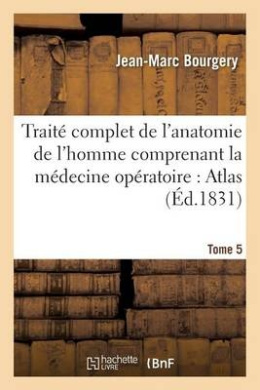 Jean-Marc Bourgery
Traité complet de l'anatomie de
l'homme comprenant la médecine
opératoire : Atlas
(Éd.1831)
Tome 5
hachette
LIVRE
{BnF